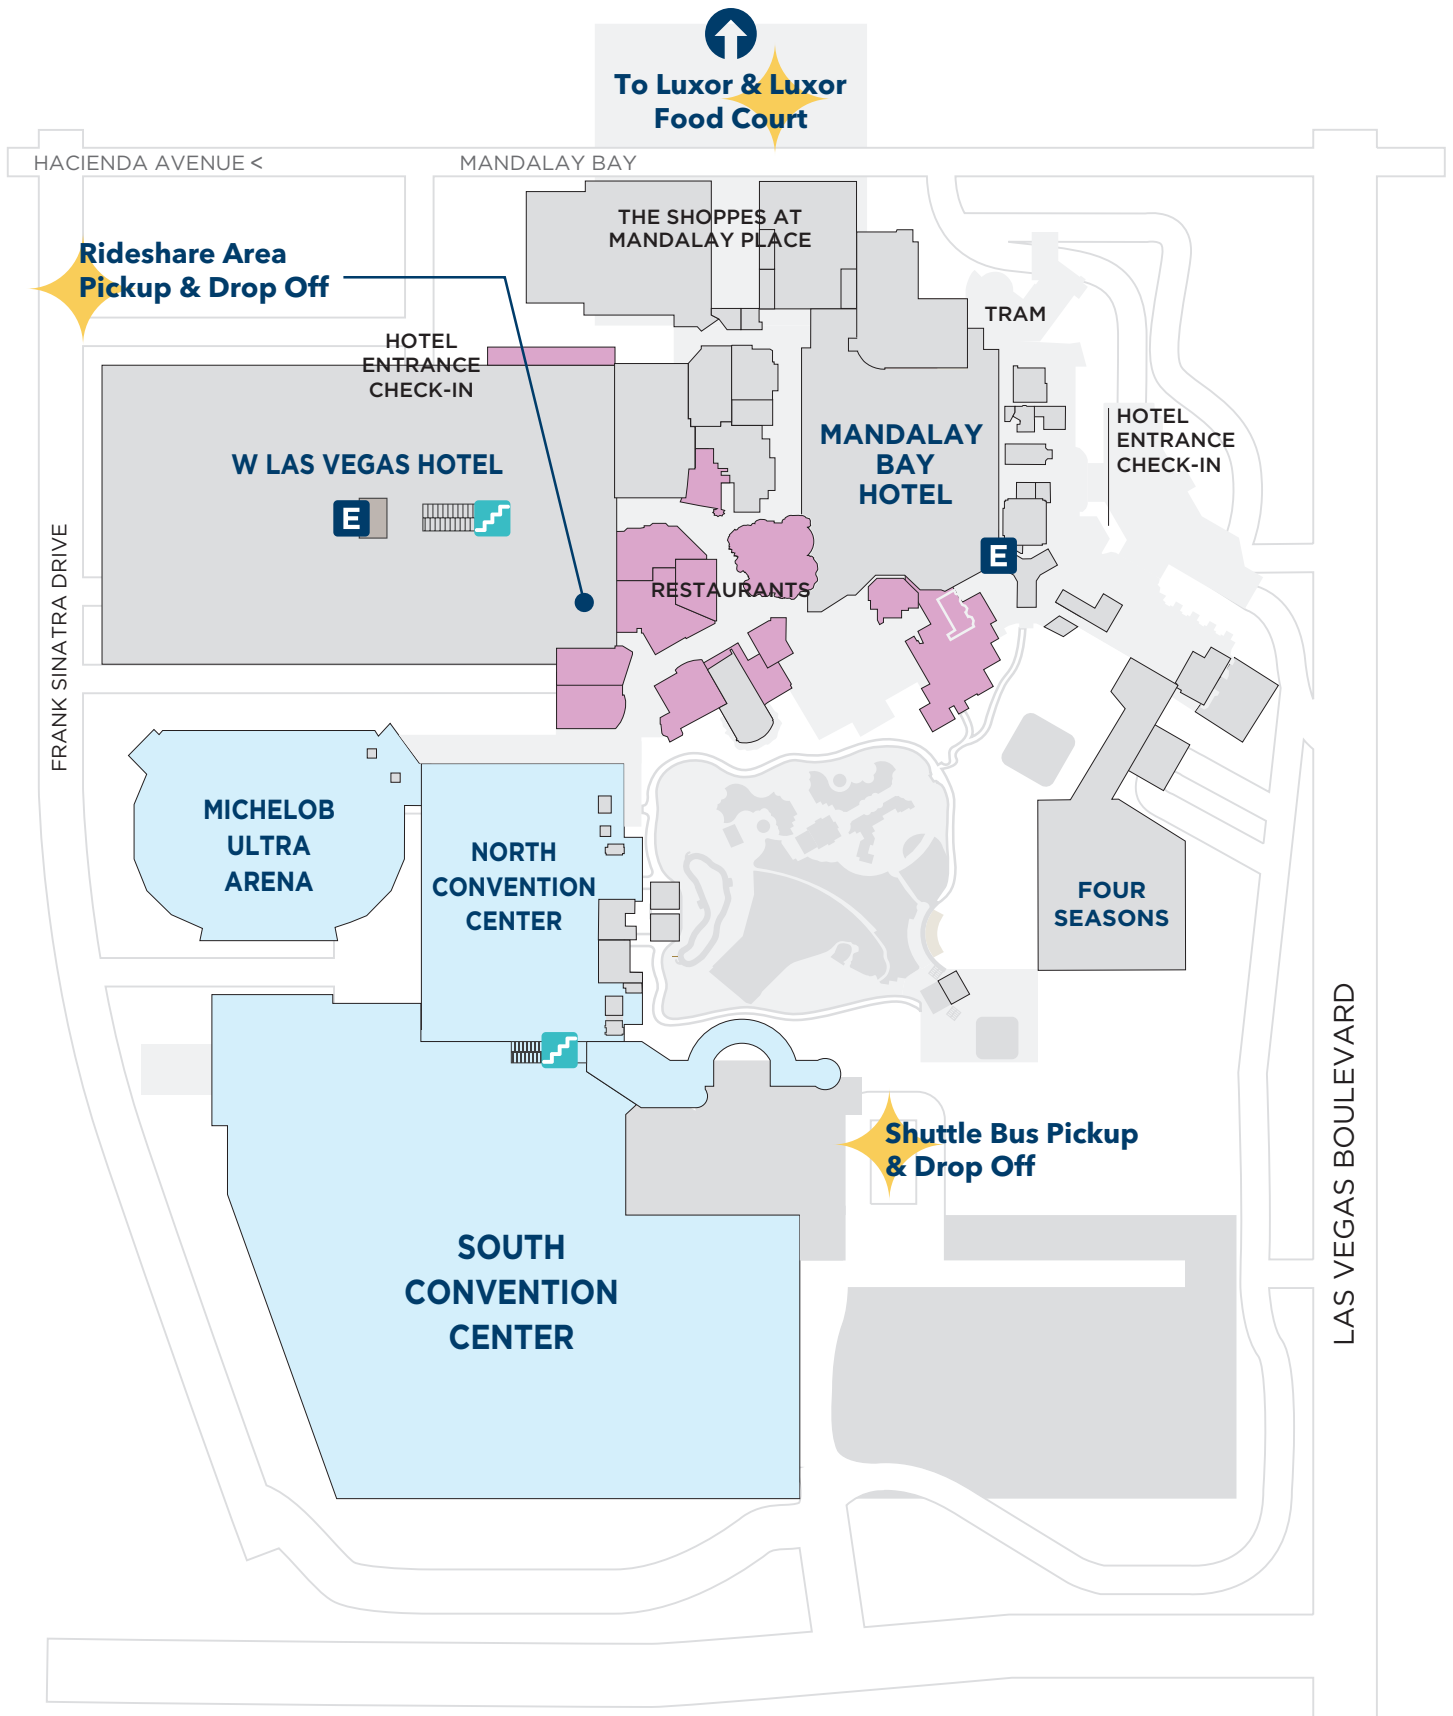 To Luxor & Luxor
Food Court
HACIENDA AVENUE <
MANDALAY BAY
THE SHOPPES AT
MANDALAY PLACE
Rideshare Area
Pickup & Drop Off
TRAM
HOTEL
ENTRANCE
CHECK-IN
HOTEL
ENTRANCE
CHECK-IN
MANDALAY
BAY
HOTEL
W LAS VEGAS HOTEL
E
E
RESTAURANTS
FRANK SINATRA DRIVE
MICHELOB
ULTRA
ARENA
NORTH
CONVENTION
CENTER
FOUR
SEASONS
LAS VEGAS BOULEVARD
Shuttle Bus Pickup
& Drop Off
SOUTH
CONVENTION
CENTER